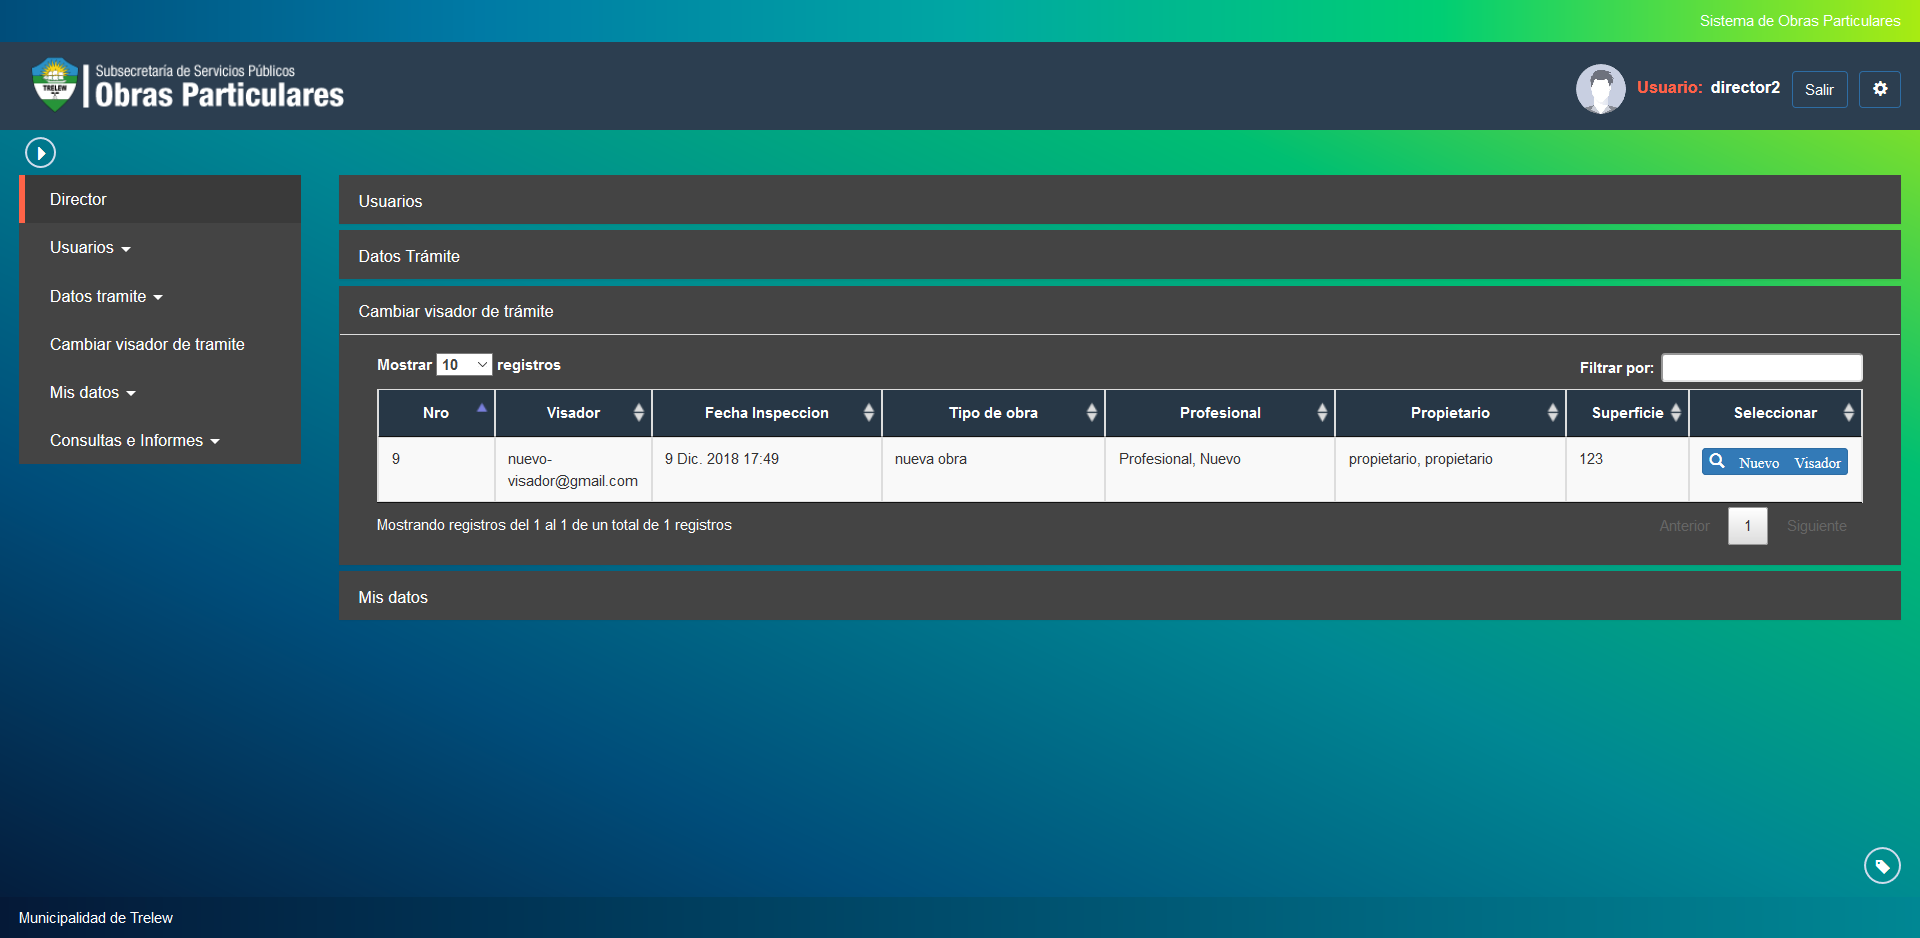 Sistema de Obras Particulares
TRELEW
Subsecretaría de Servicios Públicos
Obras Particulares
Usuario: director2
Salir
Director
Usuarios
Datos tramite
Cambiar visador de tramite
Mis datos
Consultas e Informes
Usuarios
Datos Trámite
Cambiar visador de trámite
Mostrar 10 registros
Filtrar por:
Nro Visador Fecha Inspeccion Tipo de obra Profesional Propietario Superficie Seleccionar
9 nuevo- 9 Dic. 2018 17:49 nueva obra Profesional, Nuevo propietario, propietario 123 Nuevo Visador
visador@gmail.com
Mostrando registros del 1 al 1 de un total de 1 registros
Anterior 1 Siguiente
Mis datos
Municipalidad de Trelew